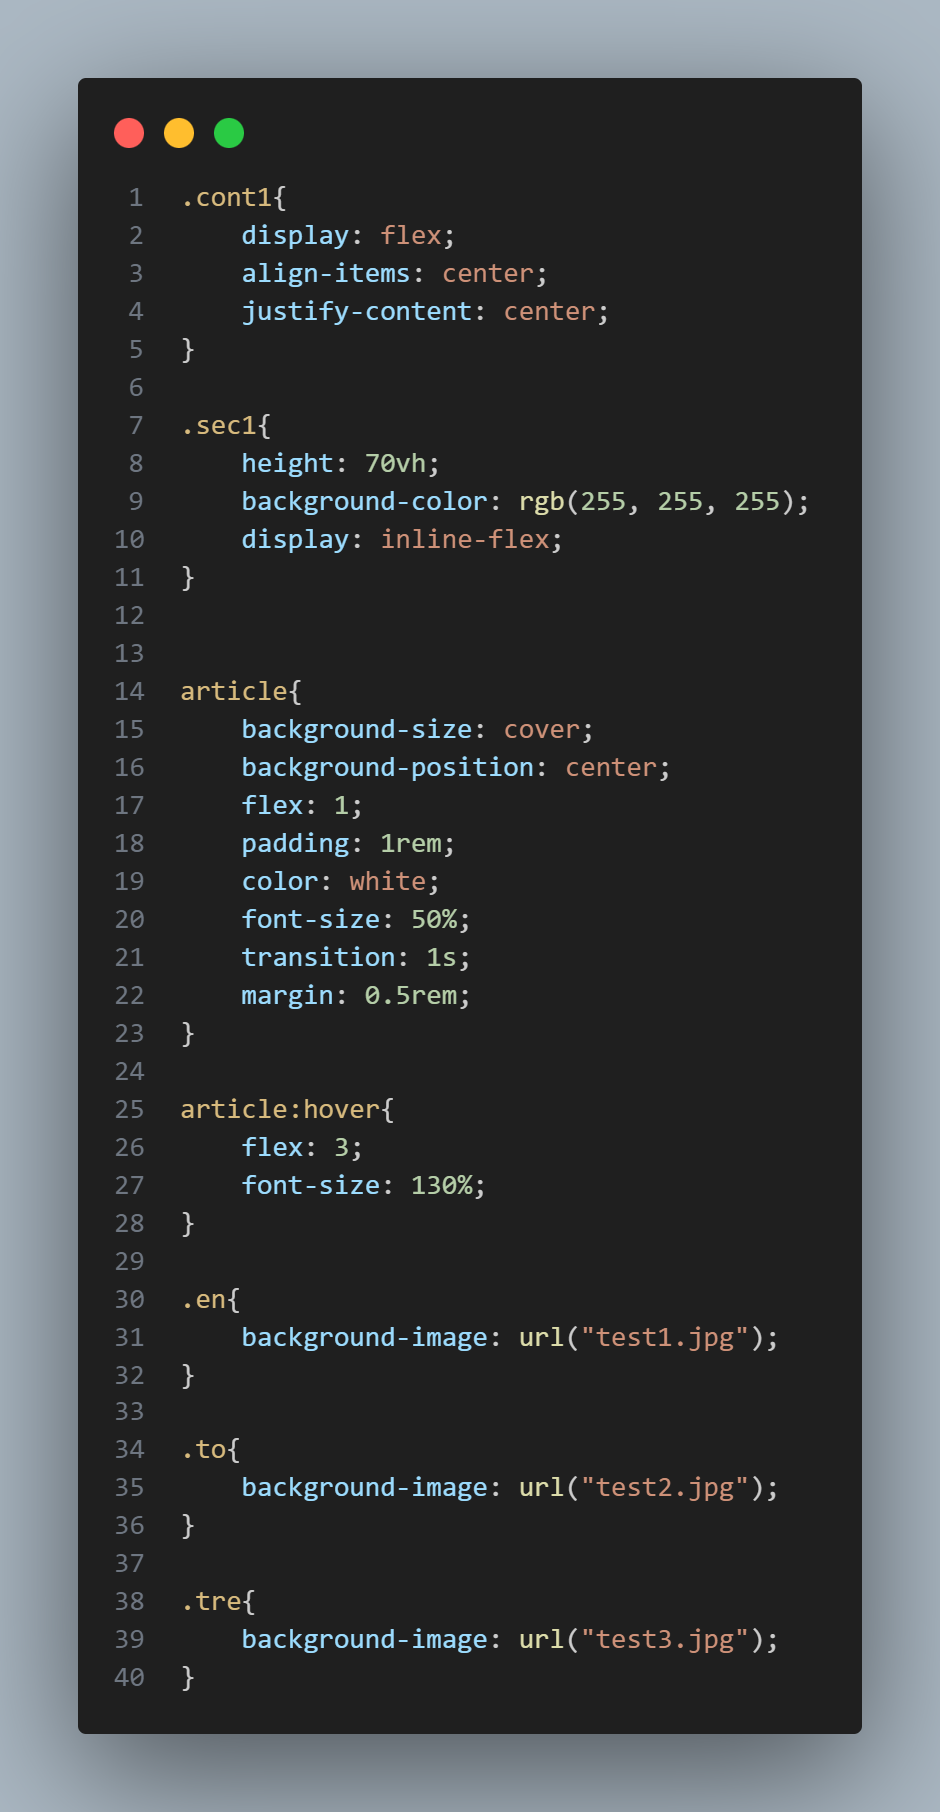 1 .cont1{
2 display: flex;
3 align-items: center;
4 justify-content: center;
5 }
6
7 .sec1{
8 height: 70vh;
9 background-color: rgb(255, 255, 255);
10 display: inline-flex;
11 }
12
13
14 article{
15 background-size: cover;
16 background-position: center;
17 flex: 1;
18 padding: 1rem;
19 color: white;
20 font-size: 50%;
21 transition: 1s;
22 margin: 0.5rem;
23 }
24
25 article:hover{
26 flex: 3;
27 font-size: 130%;
28 }
29
30 .en{
31 background-image: url("test1.jpg");
32 }
33
34 .to{
35 background-image: url("test2.jpg");
36 }
37
38 .tre{
39 background-image: url("test3.jpg");
40 }